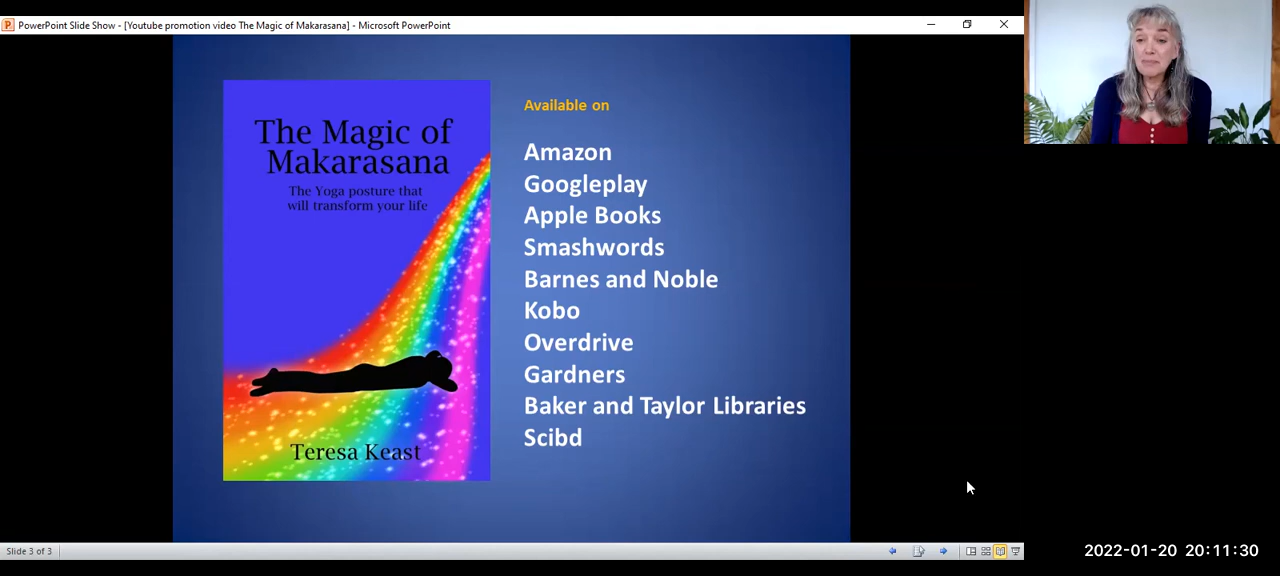 PowerPoint Slide Show - [Youtube promotion video The Magic of Makarasana] - Microsoft PowerPoint
The Magic of
Makarasana
The Yoga posture that
will transform your life
Teresa Keast
Available on
Amazon
Googleplay
Apple Books
Smashwords
Barnes and Noble
Kobo
Overdrive
Gardners
Baker and Taylor Libraries
Scibd
Slide 3 of 3
2022-01-20 20:11:30